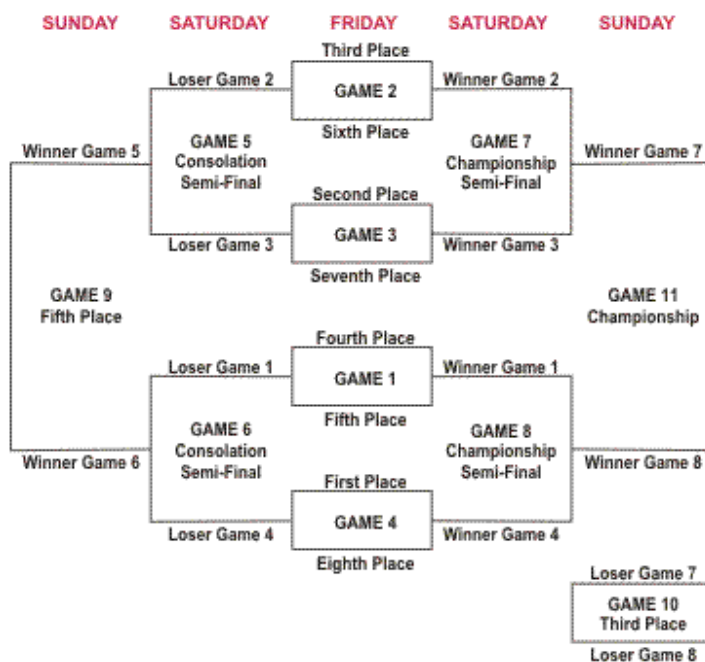 SUNDAY SATURDAY FRIDAY SATURDAY SUNDAY
Third Place
Loser Game 2
GAME 2
Winner Game 2
Sixth Place
Winner Game 5
GAME 5
Consolation
Semi-Final
GAME 7
Championship
Semi-Final
Winner Game 7
Second Place
Loser Game 3
GAME 3
Winner Game 3
Seventh Place
GAME 9
Fifth Place
GAME 11
Championship
Fourth Place
Loser Game 1
GAME 1
Winner Game 1
Fifth Place
Winner Game 6
GAME 6
Consolation
Semi-Final
GAME 8
Championship
Semi-Final
Winner Game 8
First Place
Loser Game 4
GAME 4
Winner Game 4
Eighth Place
Loser Game 7
GAME 10
Third Place
Loser Game 8